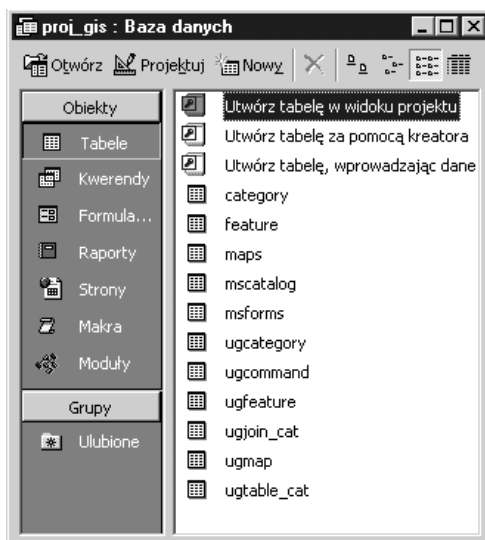 proj_gis : Baza danych
Otwórz Projektuj Nowy
Obiekty
Tabele
Kwerendy
Formula...
Raporty
Strony
Makra
Moduły
Grupy
Ulubione
Utwórz tabelę w widoku projektu
Utwórz tabelę za pomocą kreatora
Utwórz tabelę, wprowadzając dane
category
feature
maps
mscatalog
msforms
ugcategory
ugcommand
ugfeature
ugjoin_cat
ugmap
ugtable_cat